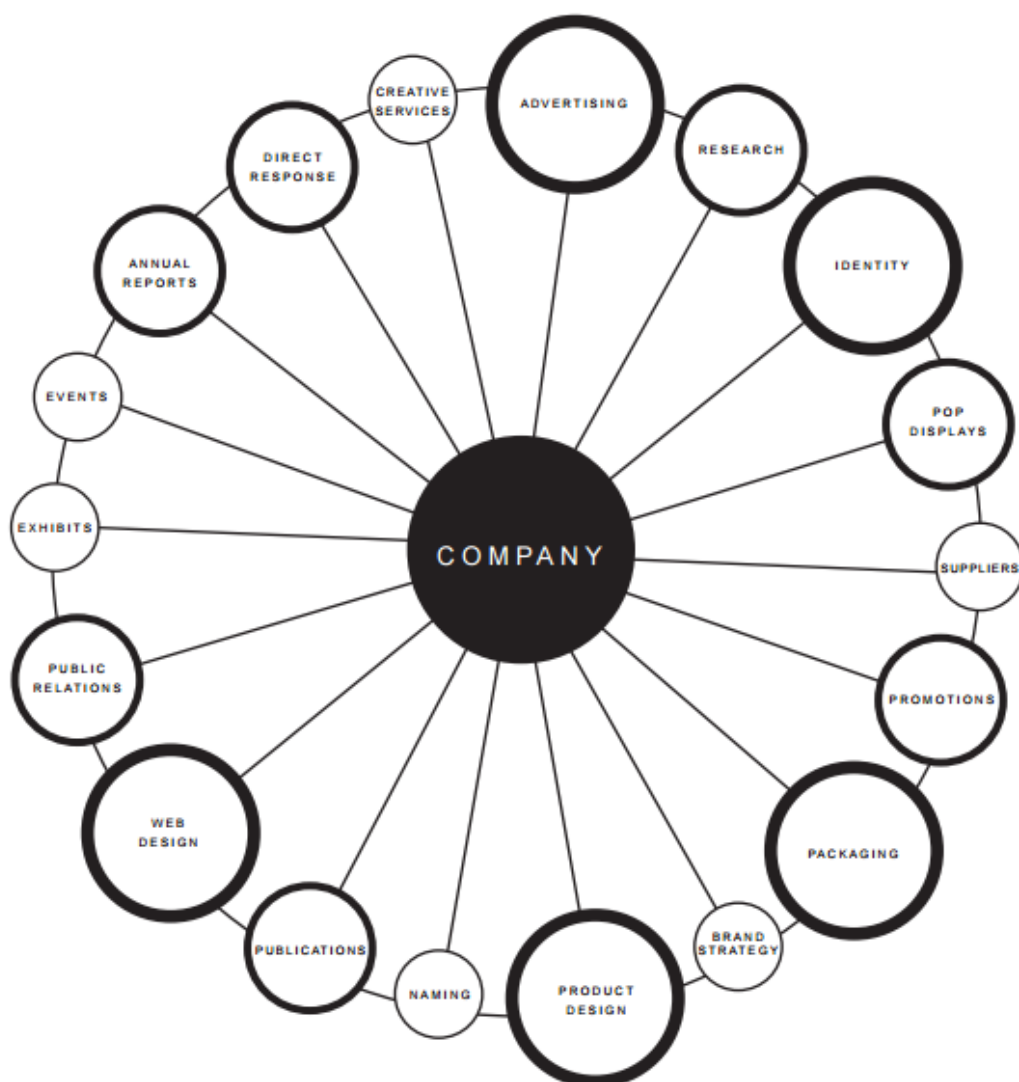 CREATIVE
SERVICES
ADVERTISING
RESEARCH
DIRECT
RESPONSE
IDENTITY
ANNUAL
REPORTS
EVENTS
POP
DISPLAYS
EXHIBITS
COMPANY
SUPPLIERS
PUBLIC
RELATIONS
PROMOTIONS
WEB
DESIGN
PACKAGING
PUBLICATIONS
BRAND
STRATEGY
NAMING
PRODUCT
DESIGN